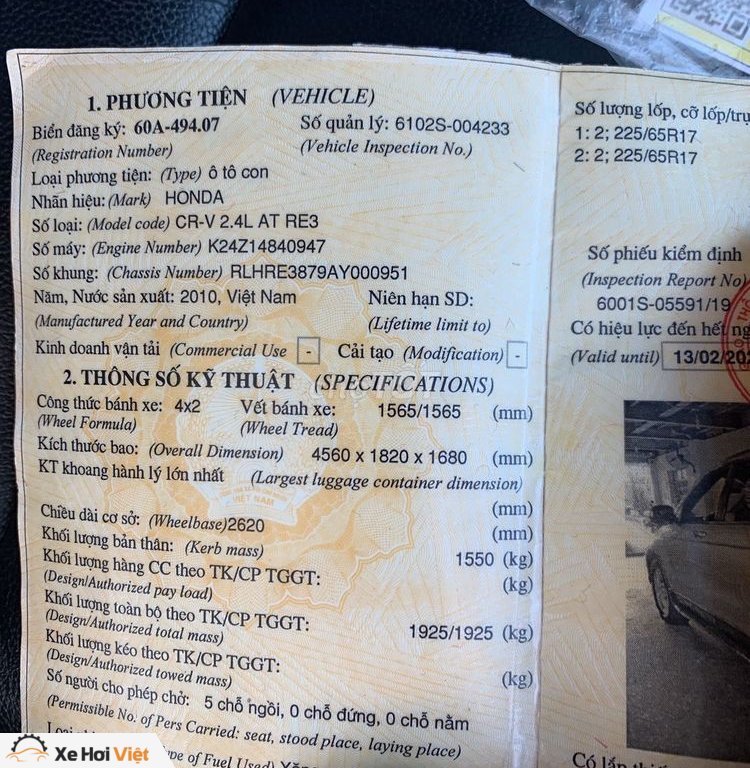 1. PHƯƠNG TIỆN (VEHICLE)
Biển đăng ký: 60A-494.07 Số quản lý: 6102S-004233
(Registration Number) (Vehicle Inspection No.)
Loại phương tiện: (Type) ô tô con
Nhãn hiệu: (Mark) HONDA
Số loại: (Model code) CR-V 2.4L AT RE3
Số máy: (Engine Number) K24Z14840947
Số khung: (Chassis Number) RLHRE3879AY000951
Năm, Nước sản xuất: 2010, Việt Nam Niên hạn SD:
(Manufactured Year and Country) (Lifetime limit to)
Kinh doanh vận tải (Commercial Use - Cải tạo (Modification) -
2. THÔNG SỐ KỸ THUẬT (SPECIFICATIONS)
Công thức bánh xe: 4x2 Vết bánh xe: 1565/1565 (mm)
(Wheel Formula) (Wheel Tread)
Kích thước bao: (Overall Dimension) 4560 x 1820 x 1680 (mm)
KT khoang hành lý lớn nhất (Largest luggage container dimension)
(mm)
Chiều dài cơ sở: (Wheelbase) 2620 (mm)
Khối lượng bản thân: (Kerb mass) 1550 (kg)
Khối lượng hàng CC theo TK/CP TGGT: (kg)
(Design/Authorized pay load)
Khối lượng toàn bộ theo TK/CP TGGT: 1925/1925 (kg)
(Design/Authorized total mass)
Khối lượng kéo theo TK/CP TGGT: (kg)
(Design/Authorized towed mass)
Số người cho phép chở: 5 chỗ ngồi, 0 chỗ đứng, 0 chỗ nằm
(Permissible No. of Pers Carried: seat, stood place, laying place)
Type of Fuel Used)
VIỆT NAM
Số lượng lốp, cỡ lốp/trụ
1: 2; 225/65R17
2: 2; 225/65R17
Số phiếu kiểm định
(Inspection Report No)
6001S-05591/19
Có hiệu lực đến hết ng
(Valid until) 13/02/202
Có lắp thiế
Xe Hơi Việt